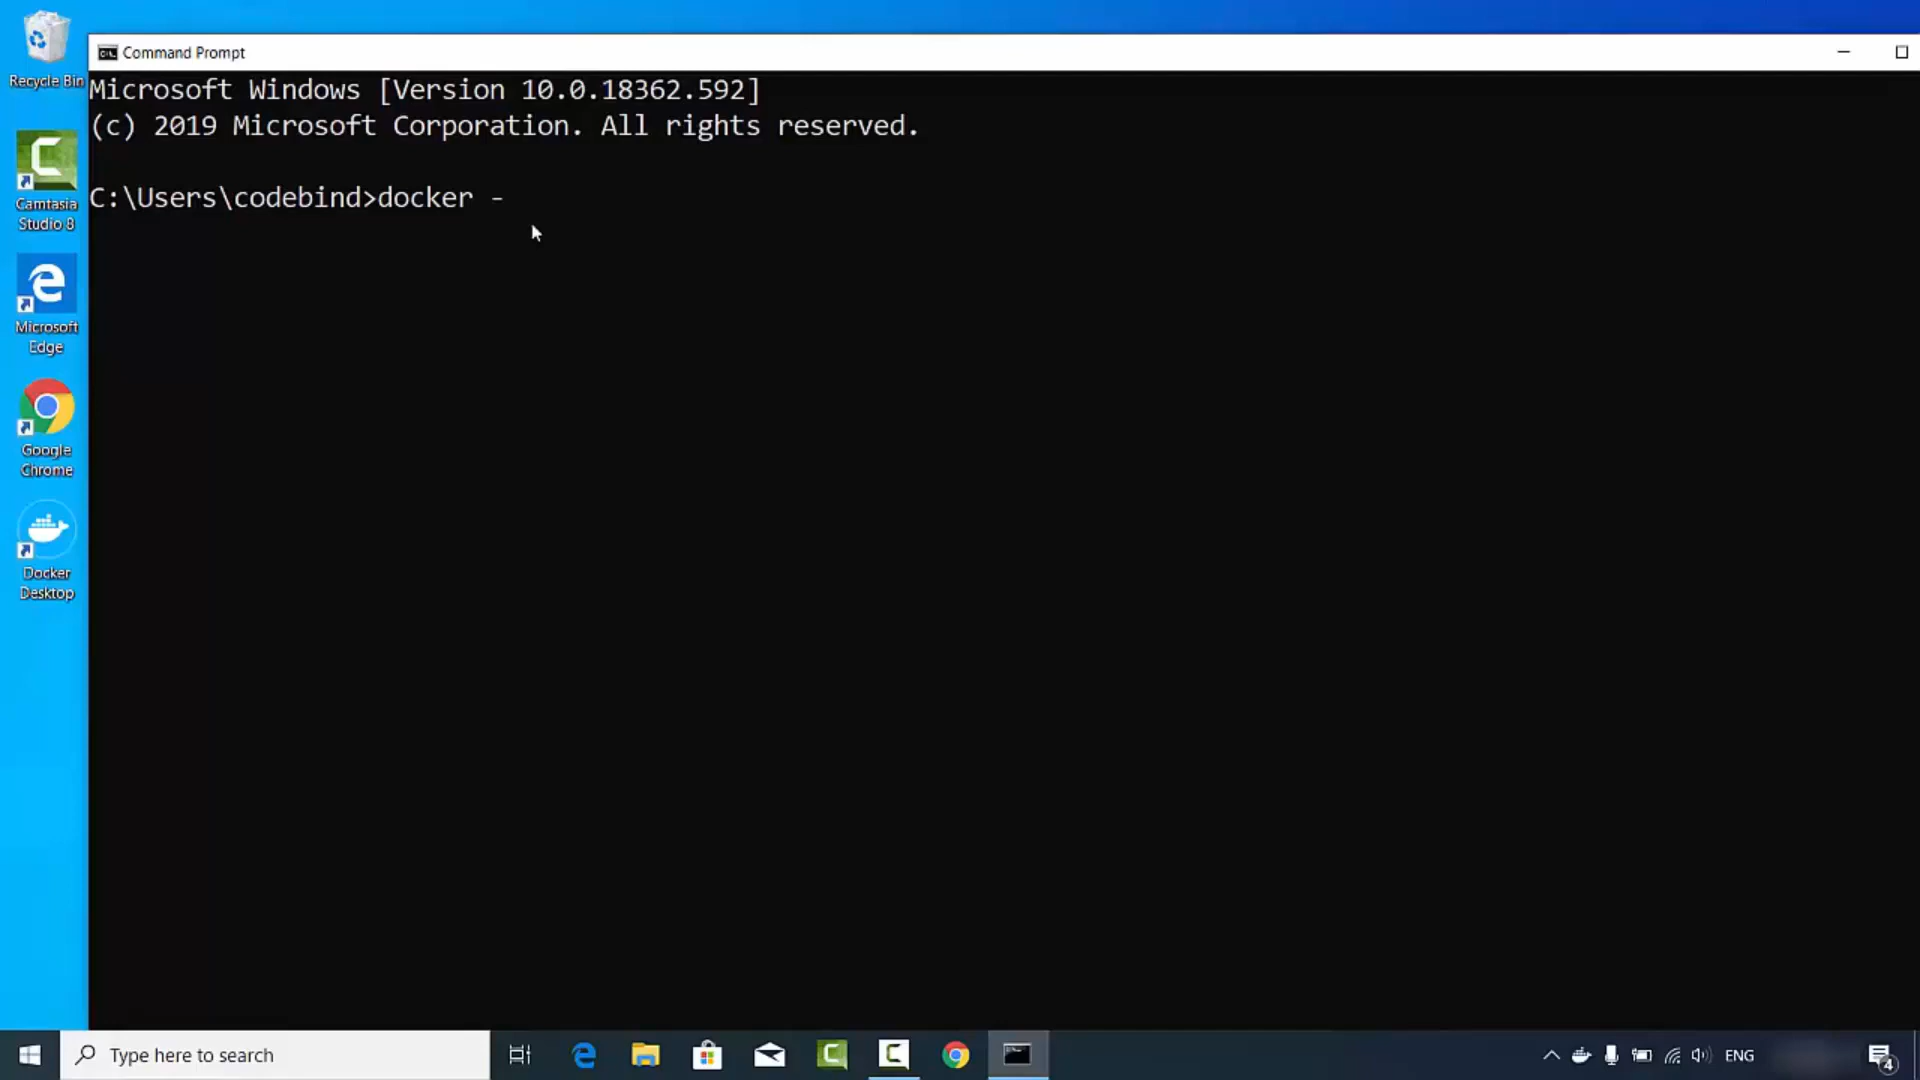 Command Prompt
Microsoft Windows [Version 10.0.18362.592]
(c) 2019 Microsoft Corporation. All rights reserved.
C:\Users\codebind>docker -
Recycle Bin
Camtasia
Studio 8
Microsoft
Edge
Google
Chrome
Docker
Desktop
Type here to search
ENG
4